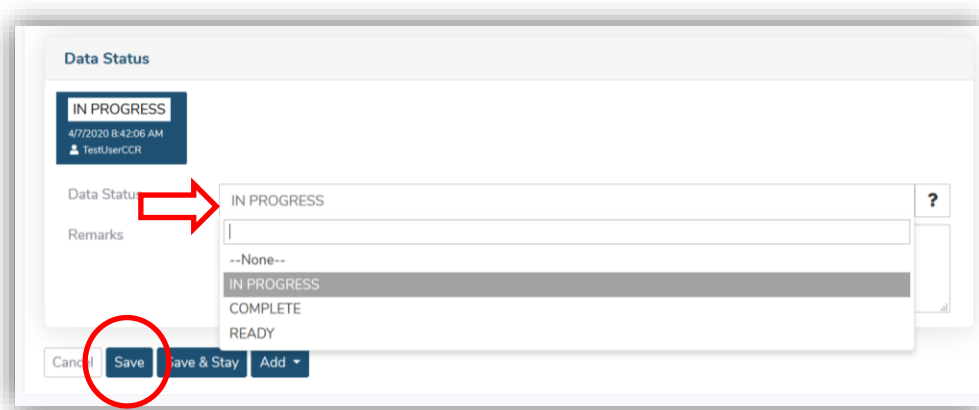 Data Status
IN PROGRESS
4/7/2020 8:42:06 AM
TestUserCCR
Data Status
IN PROGRESS
?
Remarks
--None--
IN PROGRESS
COMPLETE
READY
Cancel Save Save & Stay Add